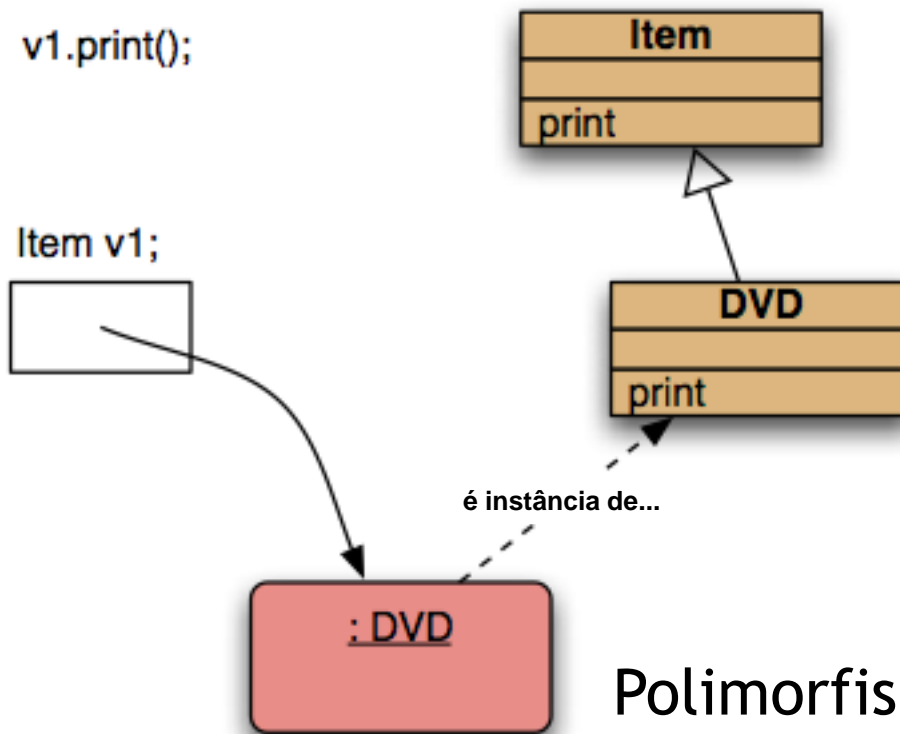 v1.print();
Item
print
Item v1;
DVD
print
é instância de...
: DVD
Polimorfis